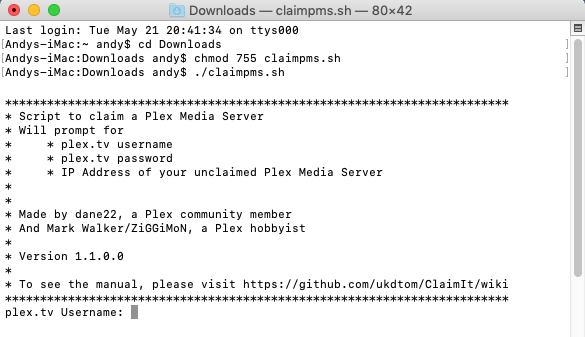 Downloads — claimpms.sh — 80×42
Last login: Tue May 21 20:41:34 on ttys000
[Andys-iMac:~ andy$ cd Downloads ]
[Andys-iMac:Downloads andy$ chmod 755 claimpms.sh ]
[Andys-iMac:Downloads andy$ ./claimpms.sh ]
************************************************************************
* Script to claim a Plex Media Server
* Will prompt for
*     * plex.tv username
*     * plex.tv password
*     * IP Address of your unclaimed Plex Media Server
*
*
* Made by dane22, a Plex community member
* And Mark Walker/ZiGGiMoN, a Plex hobbyist
*
* Version 1.1.0.0
*
* To see the manual, please visit https://github.com/ukdtom/ClaimIt/wiki
************************************************************************
plex.tv Username: